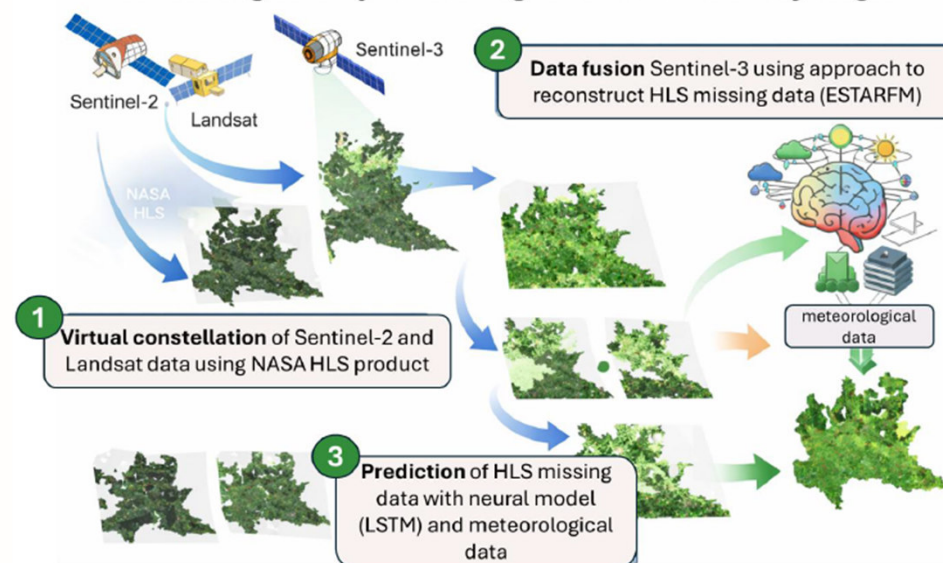 Sentinel-2
Landsat
Sentinel-3
NASA
HLS
1
Virtual constellation of Sentinel-2 and
Landsat data using NASA HLS product
2
Data fusion Sentinel-3 using approach to
reconstruct HLS missing data (ESTARFM)
meteorological
data
3
Prediction of HLS missing
data with neural model
(LSTM) and meteorological
data